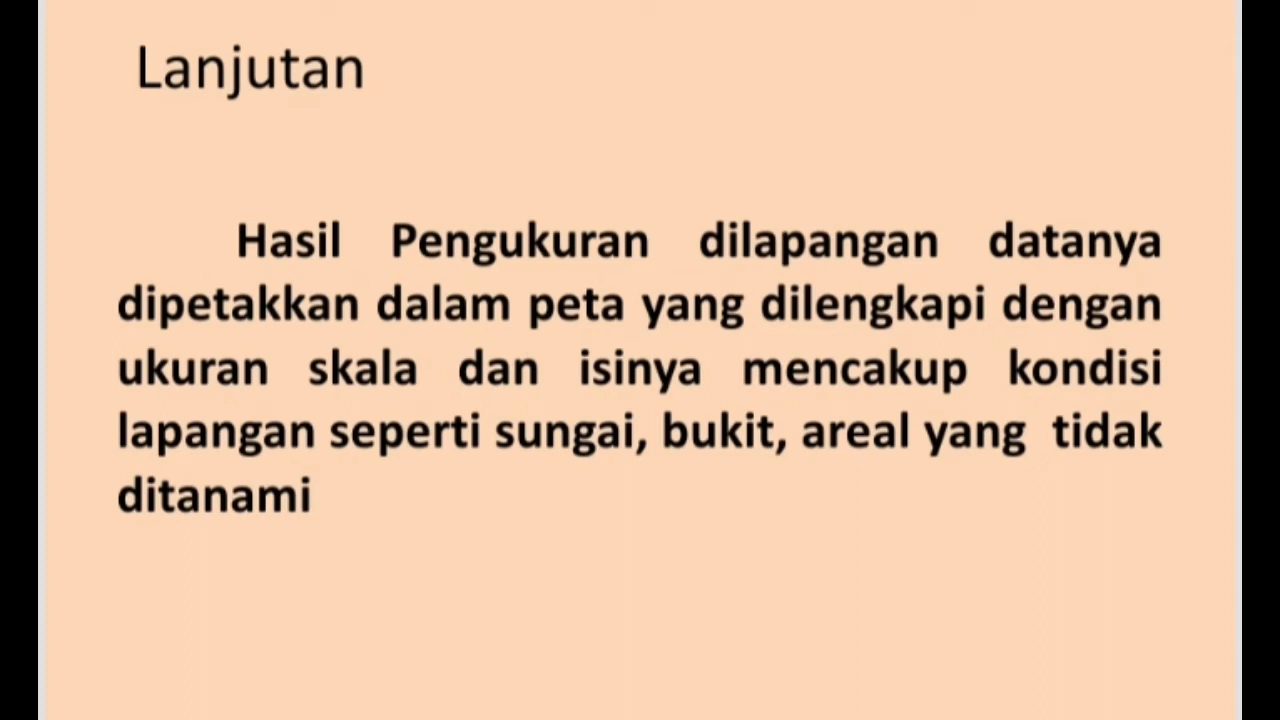 Lanjutan
Hasil Pengukuran dilapangan datanya
dipetakkan dalam peta yang dilengkapi dengan
ukuran skala dan isinya mencakup kondisi
lapangan seperti sungai, bukit, areal yang tidak
ditanami